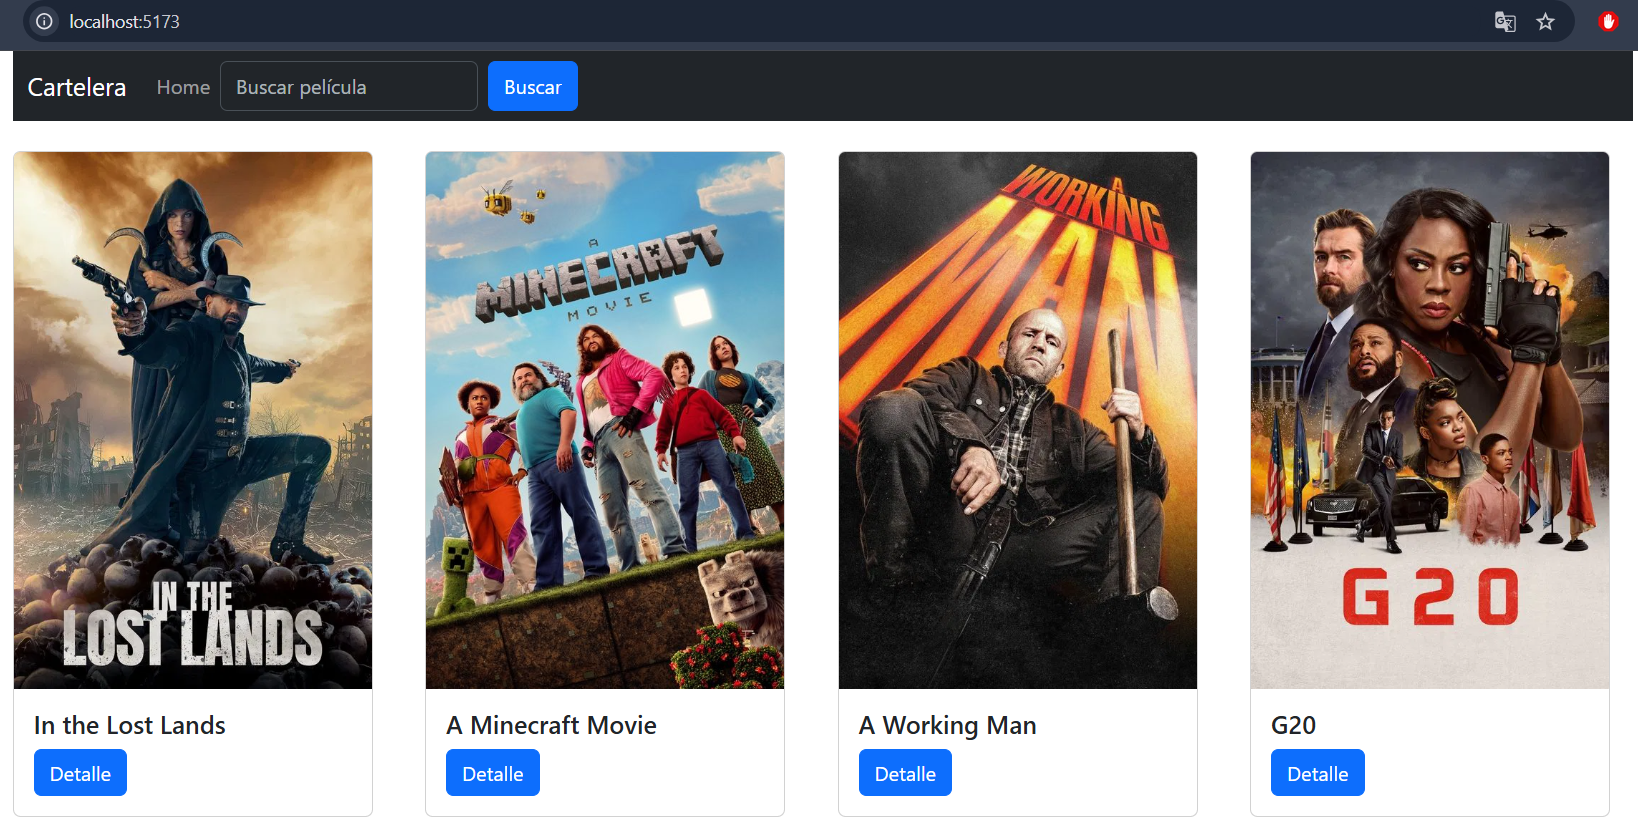 localhost:5173
Cartelera Home Buscar película Buscar
IN THE
LOST LANDS
A
MINECRAFT
MOVIE
A
WORKING
MAN
G20
In the Lost Lands
A Minecraft Movie
A Working Man
G20
Detalle
Detalle
Detalle
Detalle